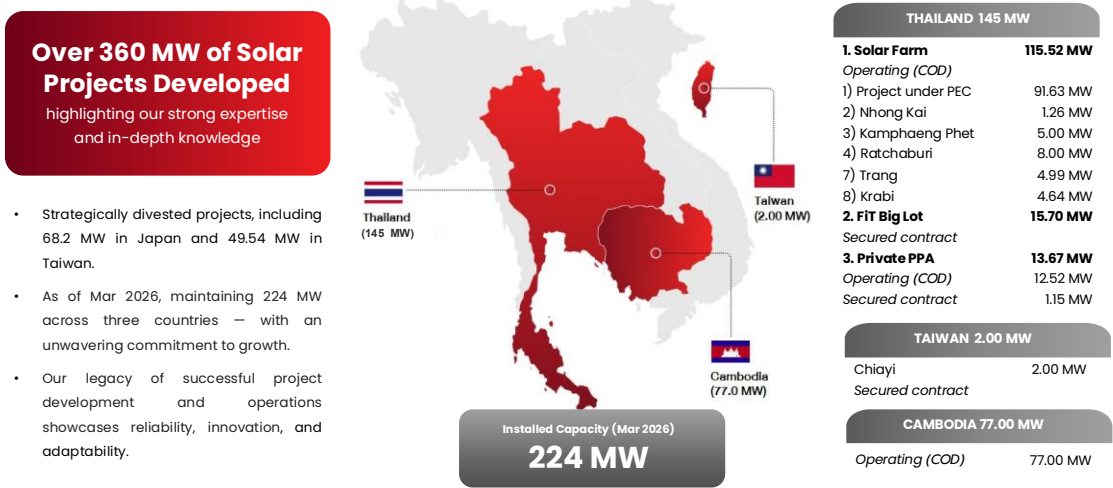 Over 360 MW of Solar
Projects Developed
highlighting our strong expertise
and in-depth knowledge
• Strategically divested projects, including
68.2 MW in Japan and 49.54 MW in
Taiwan.
• As of Mar 2026, maintaining 224 MW
across three countries — with an
unwavering commitment to growth.
• Our legacy of successful project
development and operations
showcases reliability, innovation, and
adaptability.
Thailand
(145 MW)
Taiwan
(2.00 MW)
Cambodia
(77.0 MW)
Installed Capacity (Mar 2026)
224 MW
THAILAND 145 MW
1. Solar Farm 115.52 MW
Operating (COD)
1) Project under PEC 91.63 MW
2) Nhong Kai 1.26 MW
3) Kamphaeng Phet 5.00 MW
4) Ratchaburi 8.00 MW
7) Trang 4.99 MW
8) Krabi 4.64 MW
2. FiT Big Lot 15.70 MW
Secured contract
3. Private PPA 13.67 MW
Operating (COD) 12.52 MW
Secured contract 1.15 MW
TAIWAN 2.00 MW
Chiayi 2.00 MW
Secured contract
CAMBODIA 77.00 MW
Operating (COD) 77.00 MW